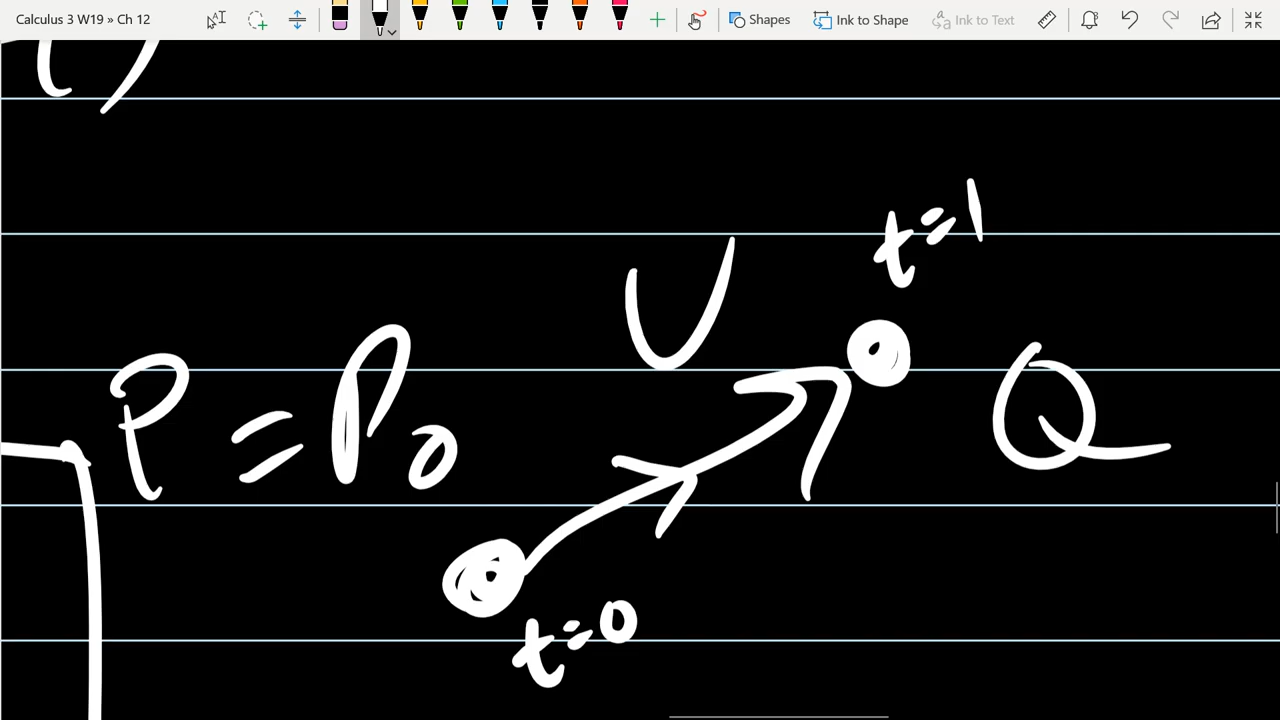 Calculus 3 W19 » Ch 12
Shapes
Ink to Shape
Ink to Text
t=1
U
P = P0
Q
t=0